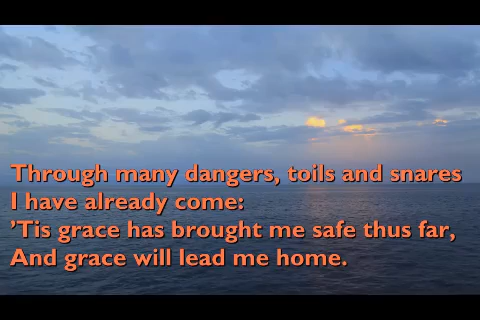 Through many dangers, toils and snares
I have already come:
’Tis grace has brought me safe thus far,
And grace will lead me home.